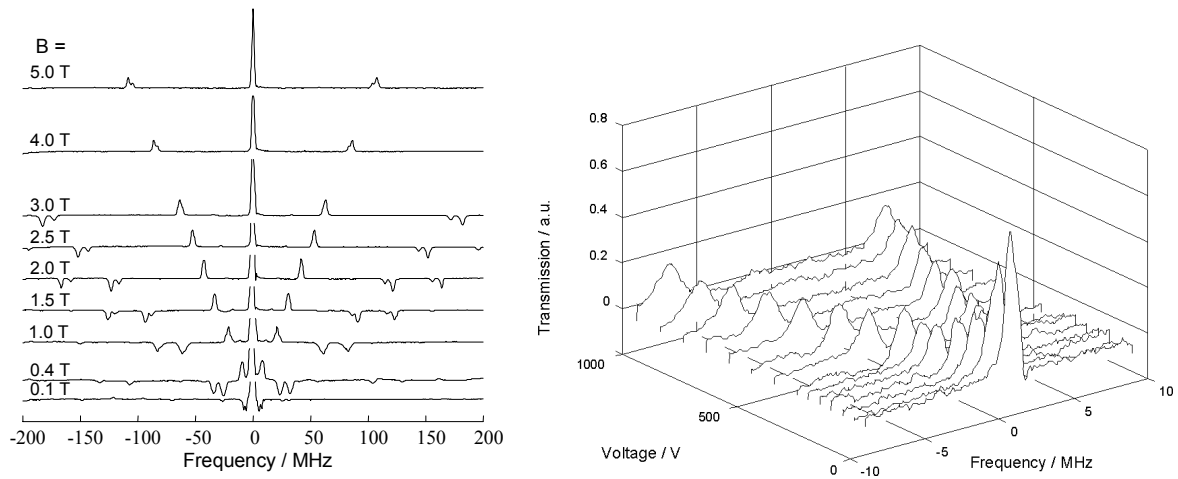 B =
5.0 T
4.0 T
3.0 T
2.5 T
2.0 T
1.5 T
1.0 T
0.4 T
0.1 T
-200 -150 -100 -50 0 50 100 150 200
Frequency / MHz
0.8
0.6
0.4
0.2
0
Transmission / a.u.
1000
500
0
Voltage / V
-10
-5
0
5
10
Frequency / MHz